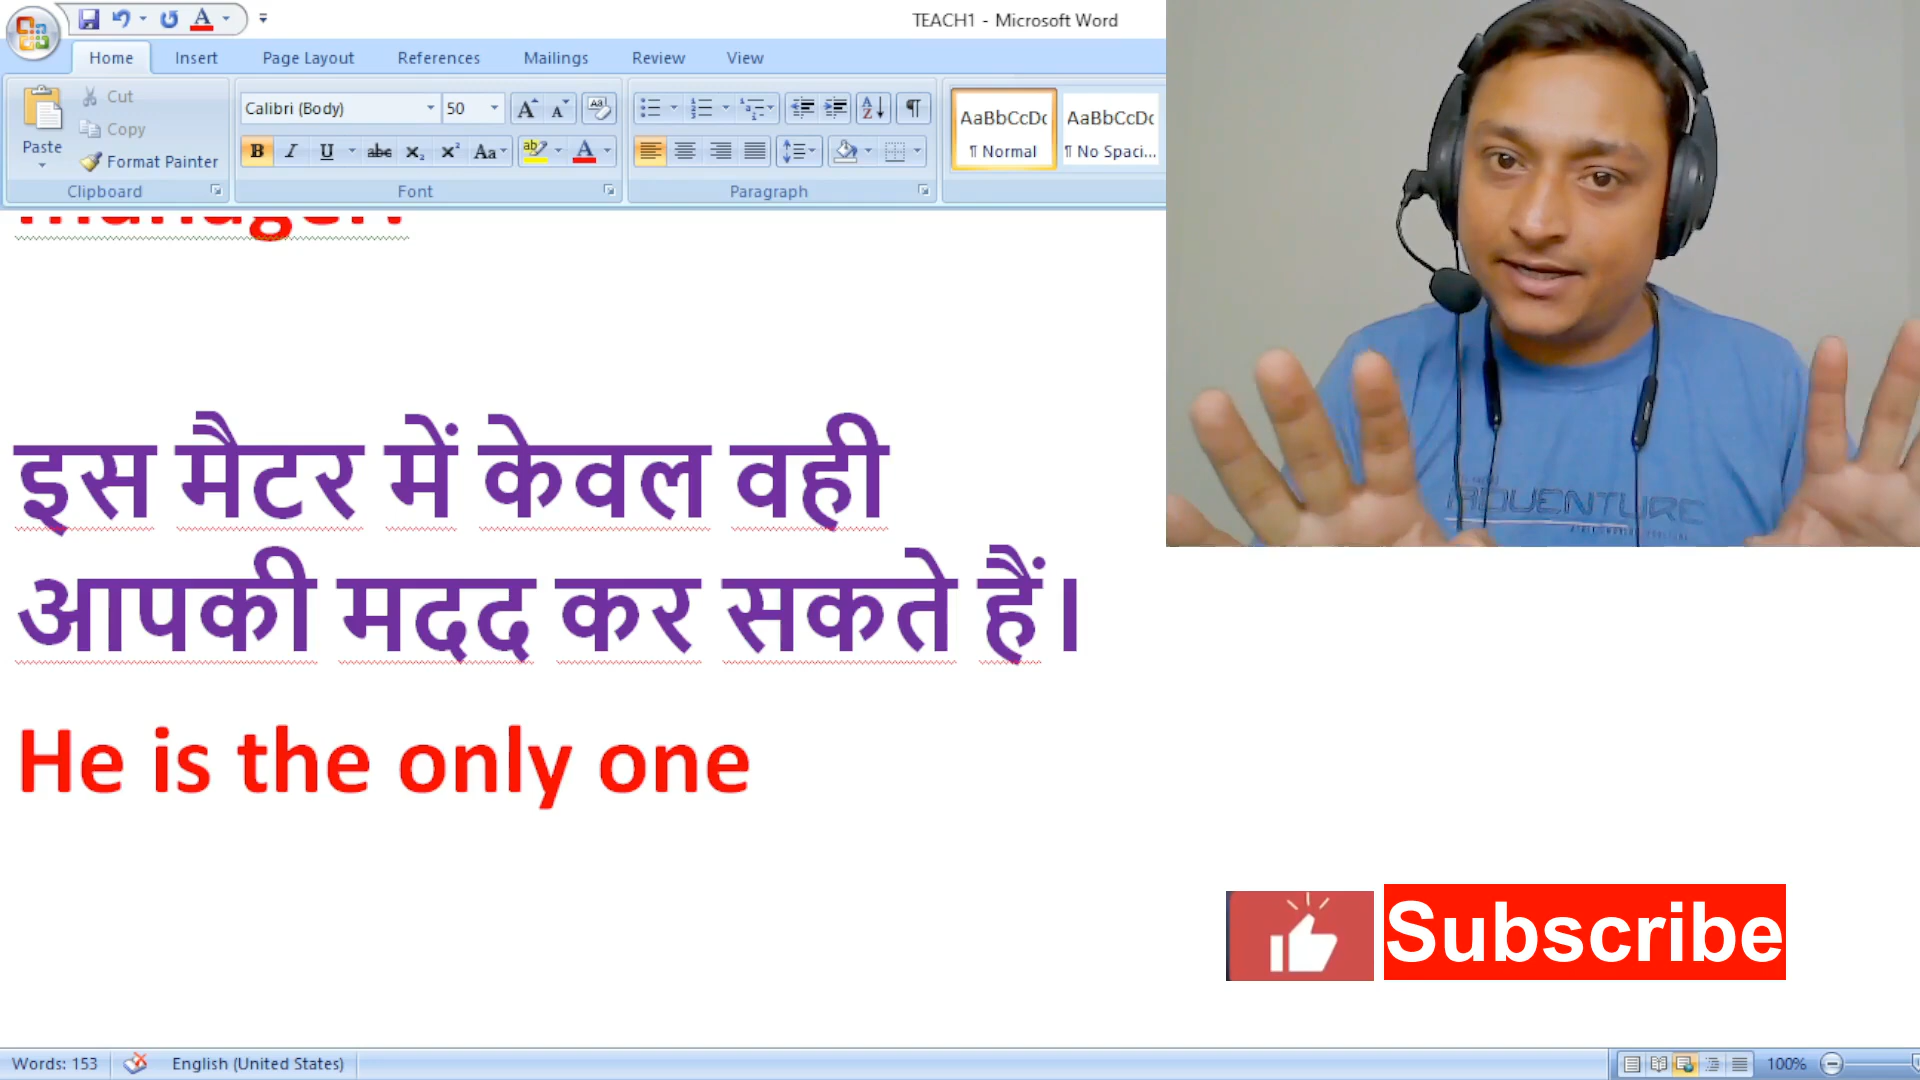 TEACH1 - Microsoft Word
Home Insert Page Layout References Mailings Review View
Cut
Copy
Paste
Format Painter
Calibri (Body) 50
AaBbCcDc AaBbCcDc
¶ Normal ¶ No Spaci...
Clipboard Font Paragraph
इस मैटर में केवल वही
आपकी मदद कर सकते हैं।
He is the only one
ADVENTURE
Subscribe
Words: 153 English (United States) 100%